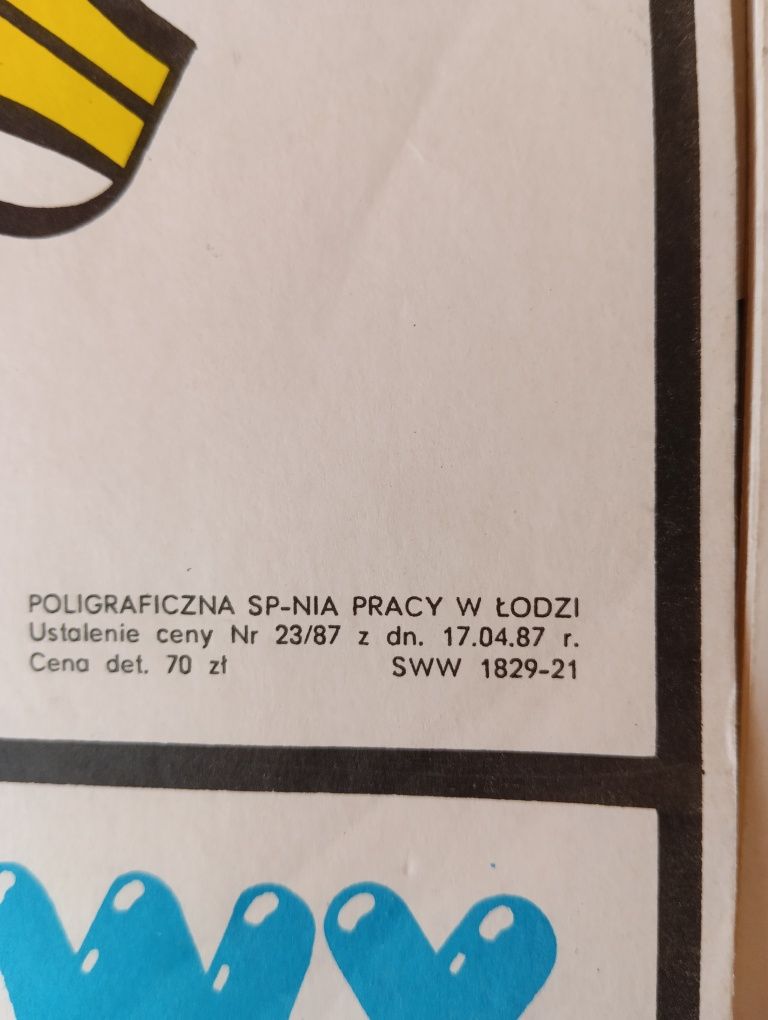 POLIGRAFICZNA SP-NIA PRACY W ŁODZI
Ustalenie ceny Nr 23/87 z dn. 17.04.87 r.
Cena det. 70 zł SWW 1829-21
WY